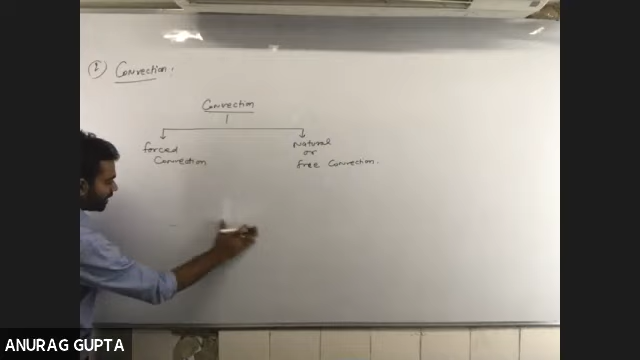 (I) Convection.
Convection
forced
Convection
Natural
or
free Convection.
ANURAG GUPTA